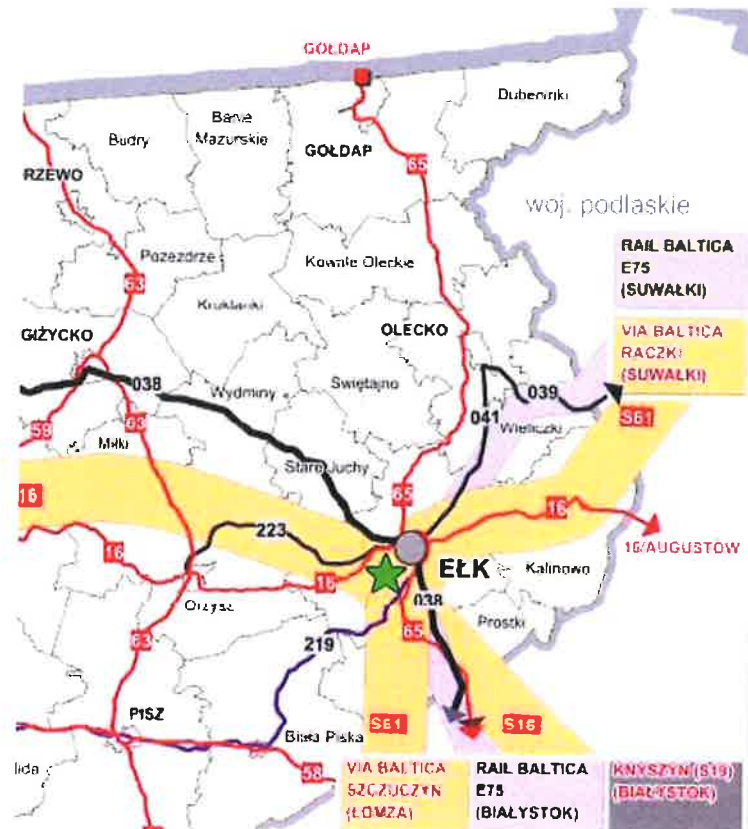 GOŁDAP
Dubeninki
Banie
Mazurskie
Budry
GOŁDAP
65
RZEWO
woj. podlaskie
RAIL BALTICA
E75
(SUWAŁKI)
Pozezdrze
Kowale Oleckie
63
Kruklanki
GIŻYCKO
OLECKO
VIA BALTICA
RACZKI
(SUWAŁKI)
038
Wydminy
Świętajno
039
041
S61
59
63
Miłki
Wieliczki
Stare Juchy
65
16
16
223
16/AUGUSTÓW
16
16
EŁK
Kalinowo
038
Orzysz
Prostki
65
63
219
PISZ
S61
S16
Biała Piska
lida
58
VIA BALTICA
SZCZUCZYN
(ŁOMŻA)
RAIL BALTICA
E75
(BIAŁYSTOK)
KNYSZYN (S19)
(BIAŁYSTOK)